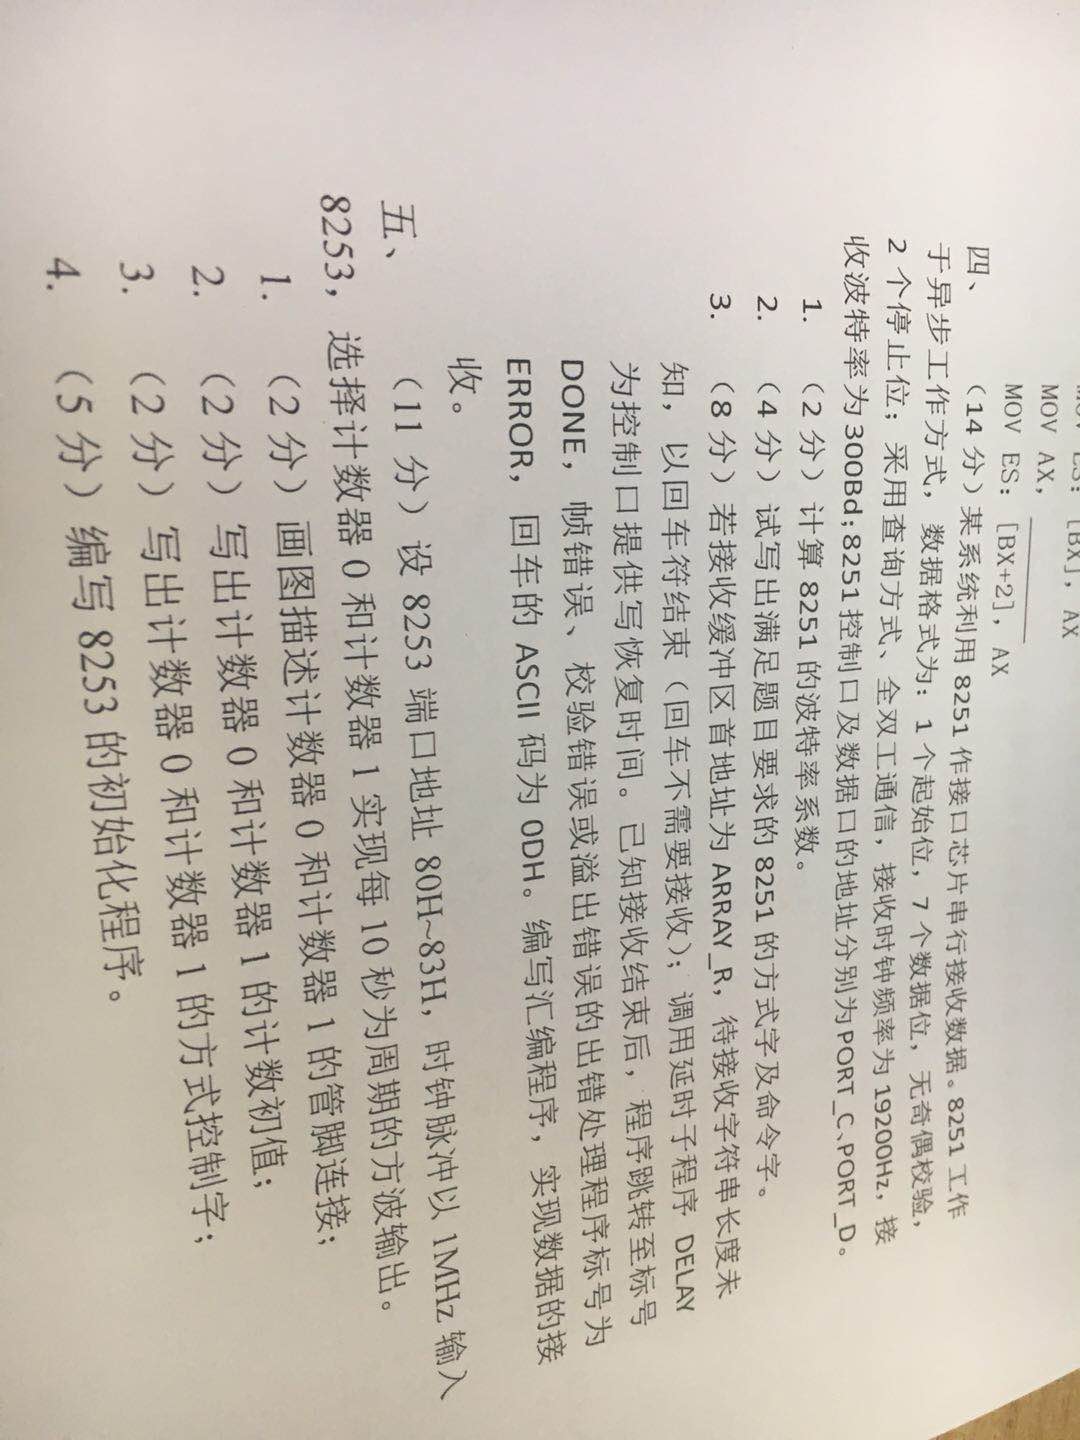 MOV ES: [BX], AX
MOV AX, ________
MOV ES: [BX+2], AX
四、 （14 分）某系统利用 8251 作接口芯片串行接收数据。8251 工作
于异步工作方式，数据格式为：1 个起始位，7 个数据位，无奇偶校验，
2 个停止位；采用查询方式、全双工通信，接收时钟频率为 19200Hz，接
收波特率为 300Bd；8251 控制口及数据口的地址分别为 PORT_C、PORT_D。
1. （2 分）计算 8251 的波特率系数。
2. （4 分）试写出满足题目要求的 8251 的方式字及命令字。
3. （8 分）若接收缓冲区首地址为 ARRAY_R，待接收字符串长度未
知，以回车符结束（回车不需要接收）；调用延时子程序 DELAY
为控制口提供写恢复时间。已知接收结束后，程序跳转至标号
DONE，帧错误、校验错误或溢出错误的出错处理程序标号为
ERROR，回车的 ASCII 码为 0DH。编写汇编程序，实现数据的接
收。
五、 （11 分）设 8253 端口地址 80H~83H，时钟脉冲以 1MHz 输入
8253，选择计数器 0 和计数器 1 实现每 10 秒为周期的方波输出。
1. （2 分）画图描述计数器 0 和计数器 1 的管脚连接；
2. （2 分）写出计数器 0 和计数器 1 的计数初值；
3. （2 分）写出计数器 0 和计数器 1 的方式控制字；
4. （5 分）编写 8253 的初始化程序。